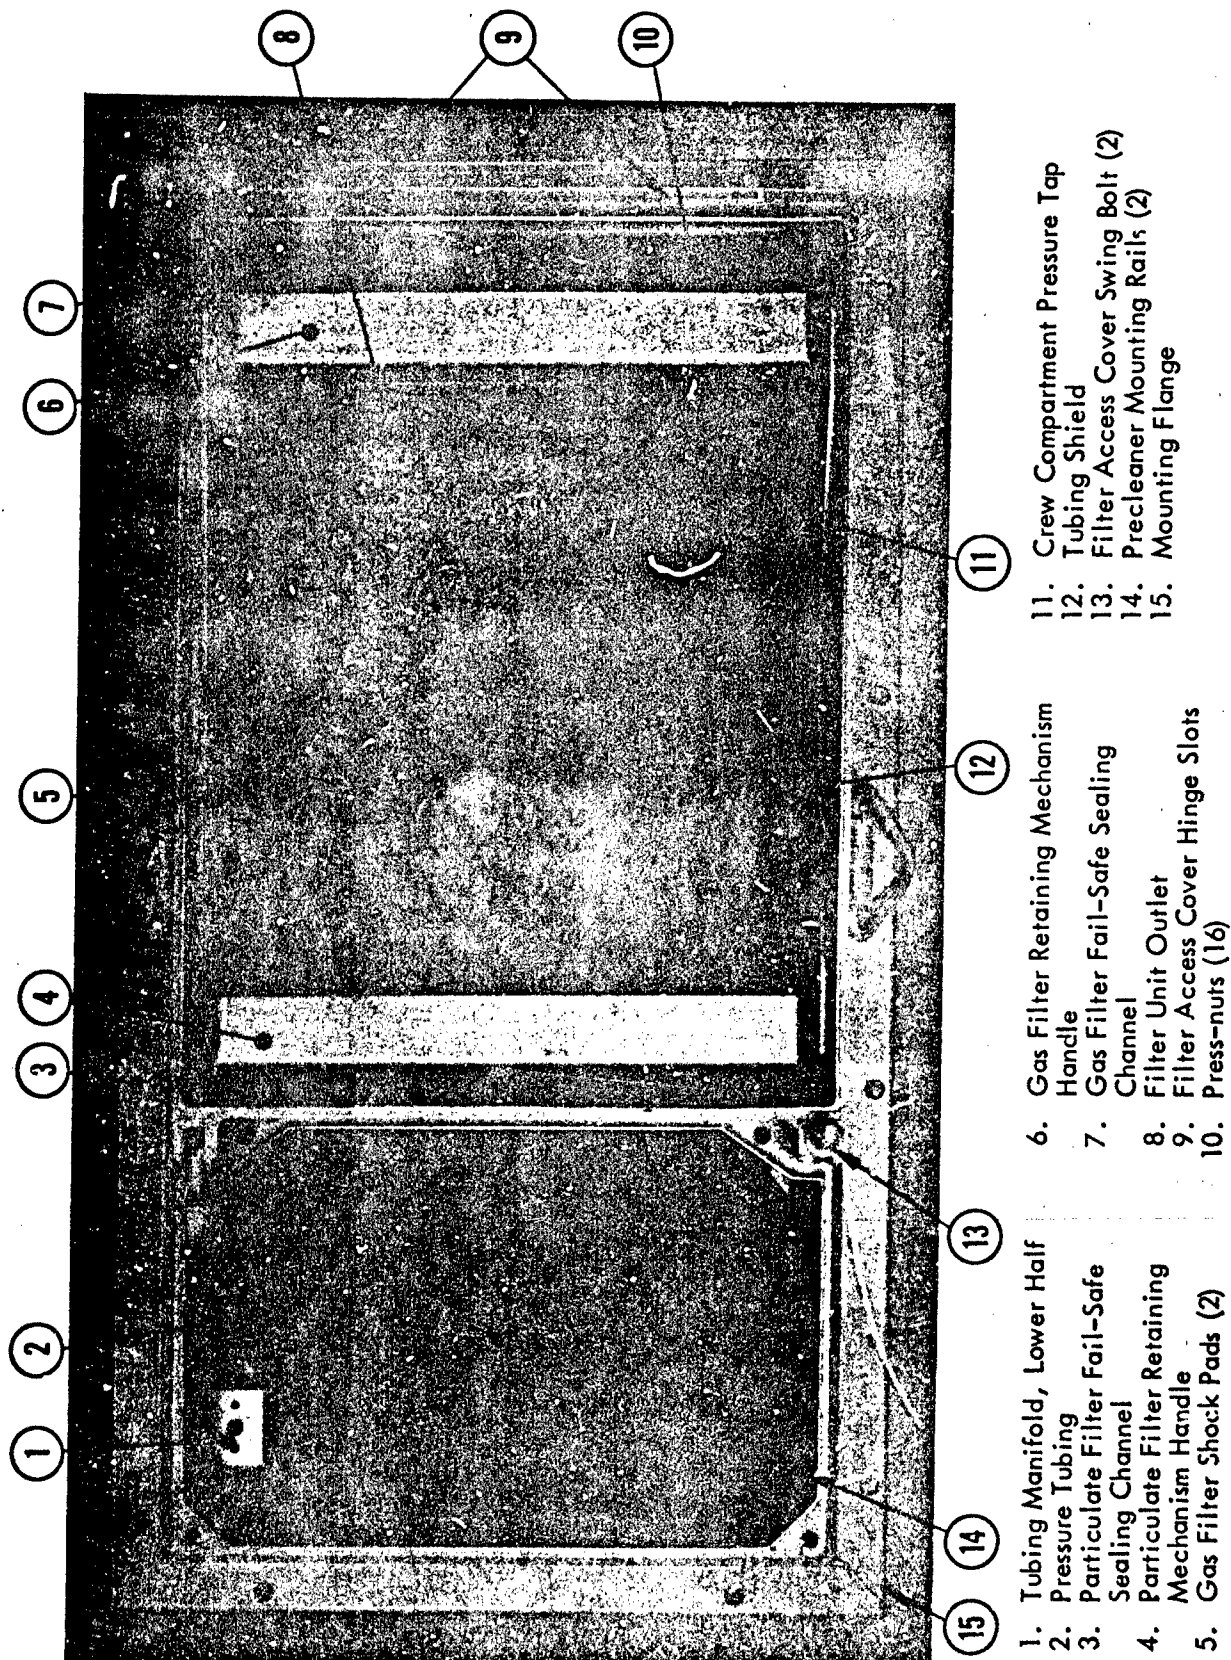 1
2
3
4
5
6
7
8
9
10
11
12
13
14
15
1. Tubing Manifold, Lower Half
2. Pressure Tubing
3. Particulate Filter Fail-Safe
Sealing Channel
4. Particulate Filter Retaining
Mechanism Handle
5. Gas Filter Shock Pads (2)
6. Gas Filter Retaining Mechanism
Handle
7. Gas Filter Fail-Safe Sealing
Channel
8. Filter Unit Outlet
9. Filter Access Cover Hinge Slots
10. Press-nuts (16)
11. Crew Compartment Pressure Tap
12. Tubing Shield
13. Filter Access Cover Swing Bolt (2)
14. Precleaner Mounting Rails (2)
15. Mounting Flange